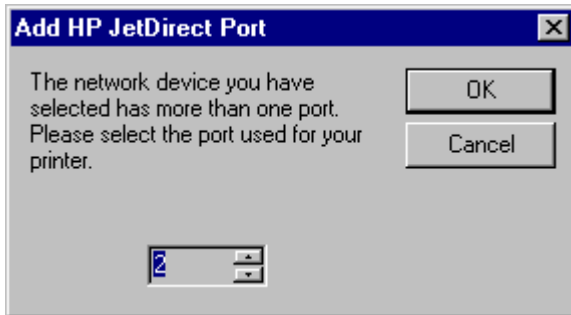 Add HP JetDirect Port
The network device you have
selected has more than one port.
Please select the port used for your
printer.
OK
Cancel
2